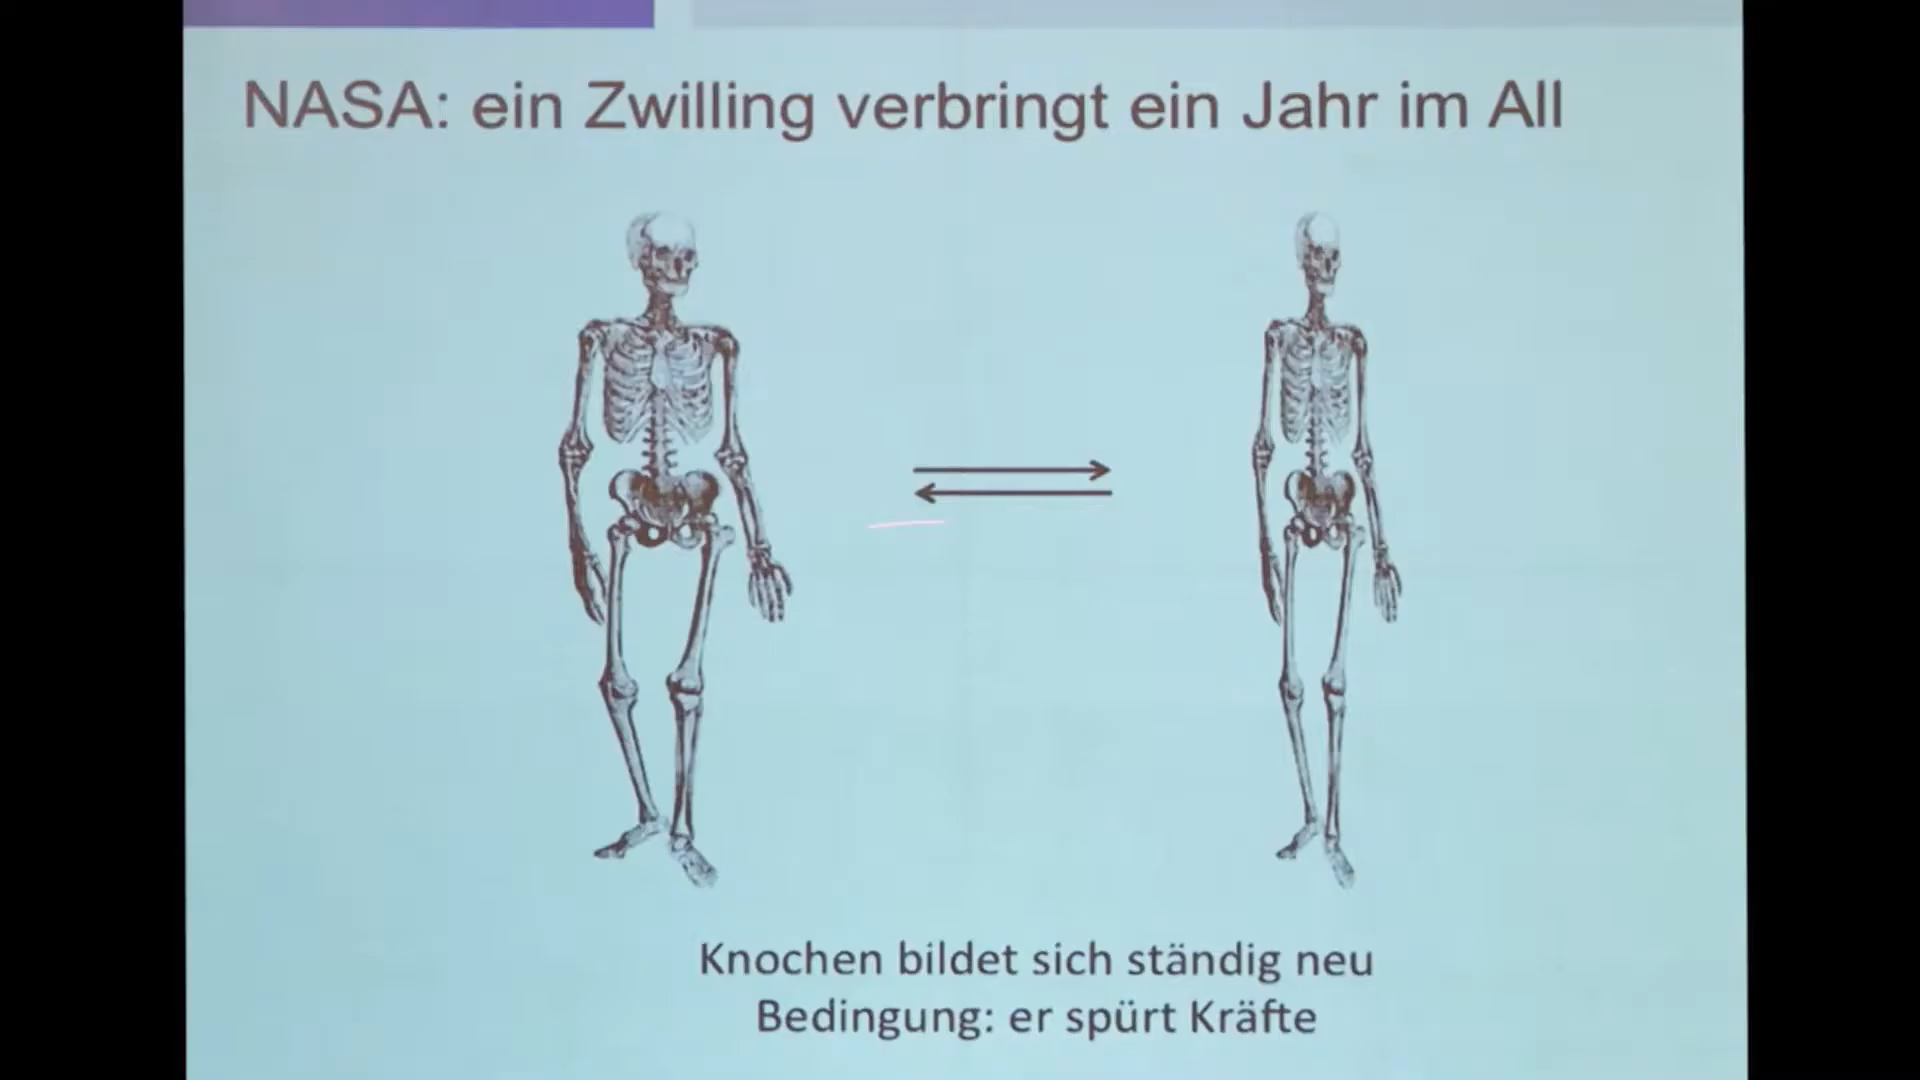 NASA: ein Zwilling verbringt ein Jahr im All
Knochen bildet sich ständig neu
Bedingung: er spürt Kräfte